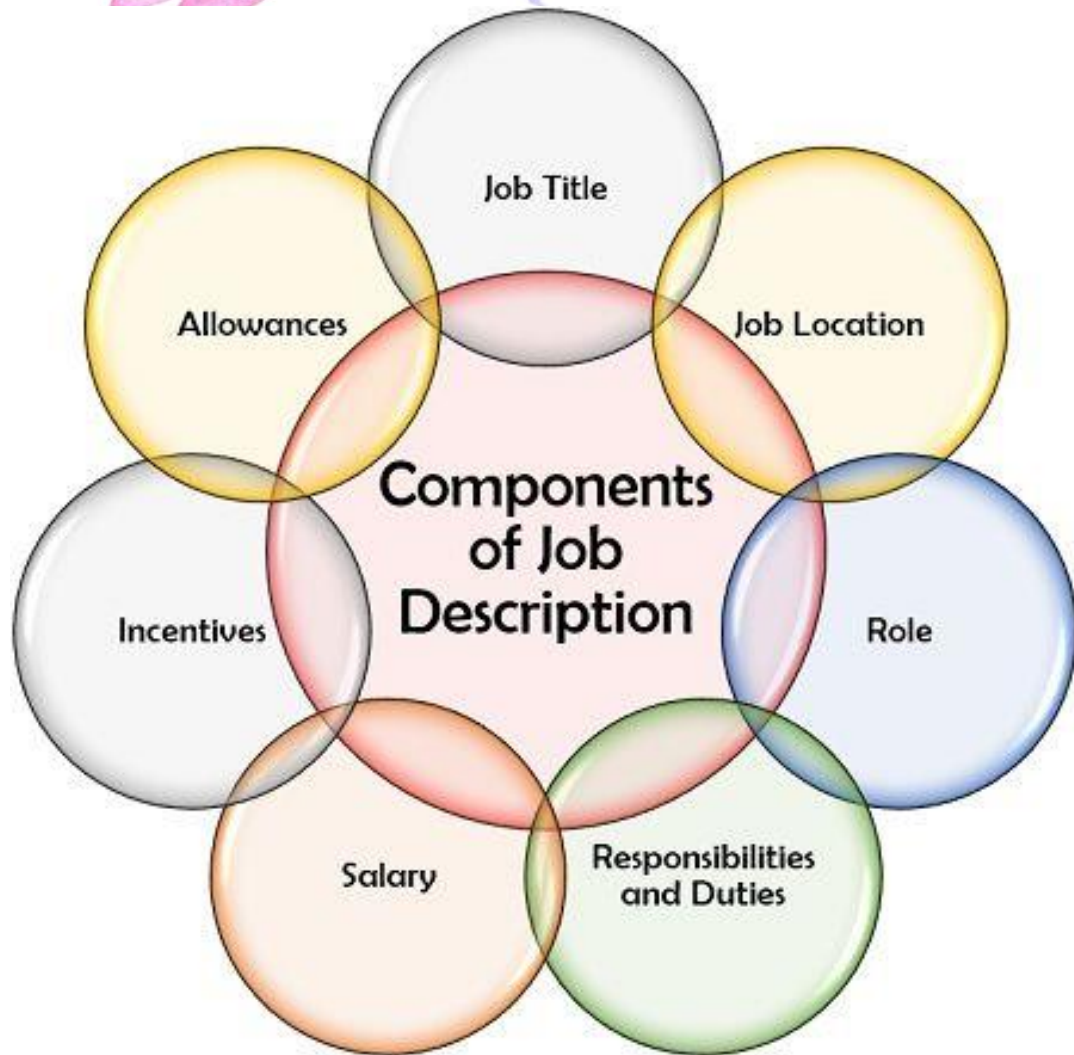 Job Title
Allowances
Job Location
Components
of Job
Description
Incentives
Role
Salary
Responsibilities
and Duties